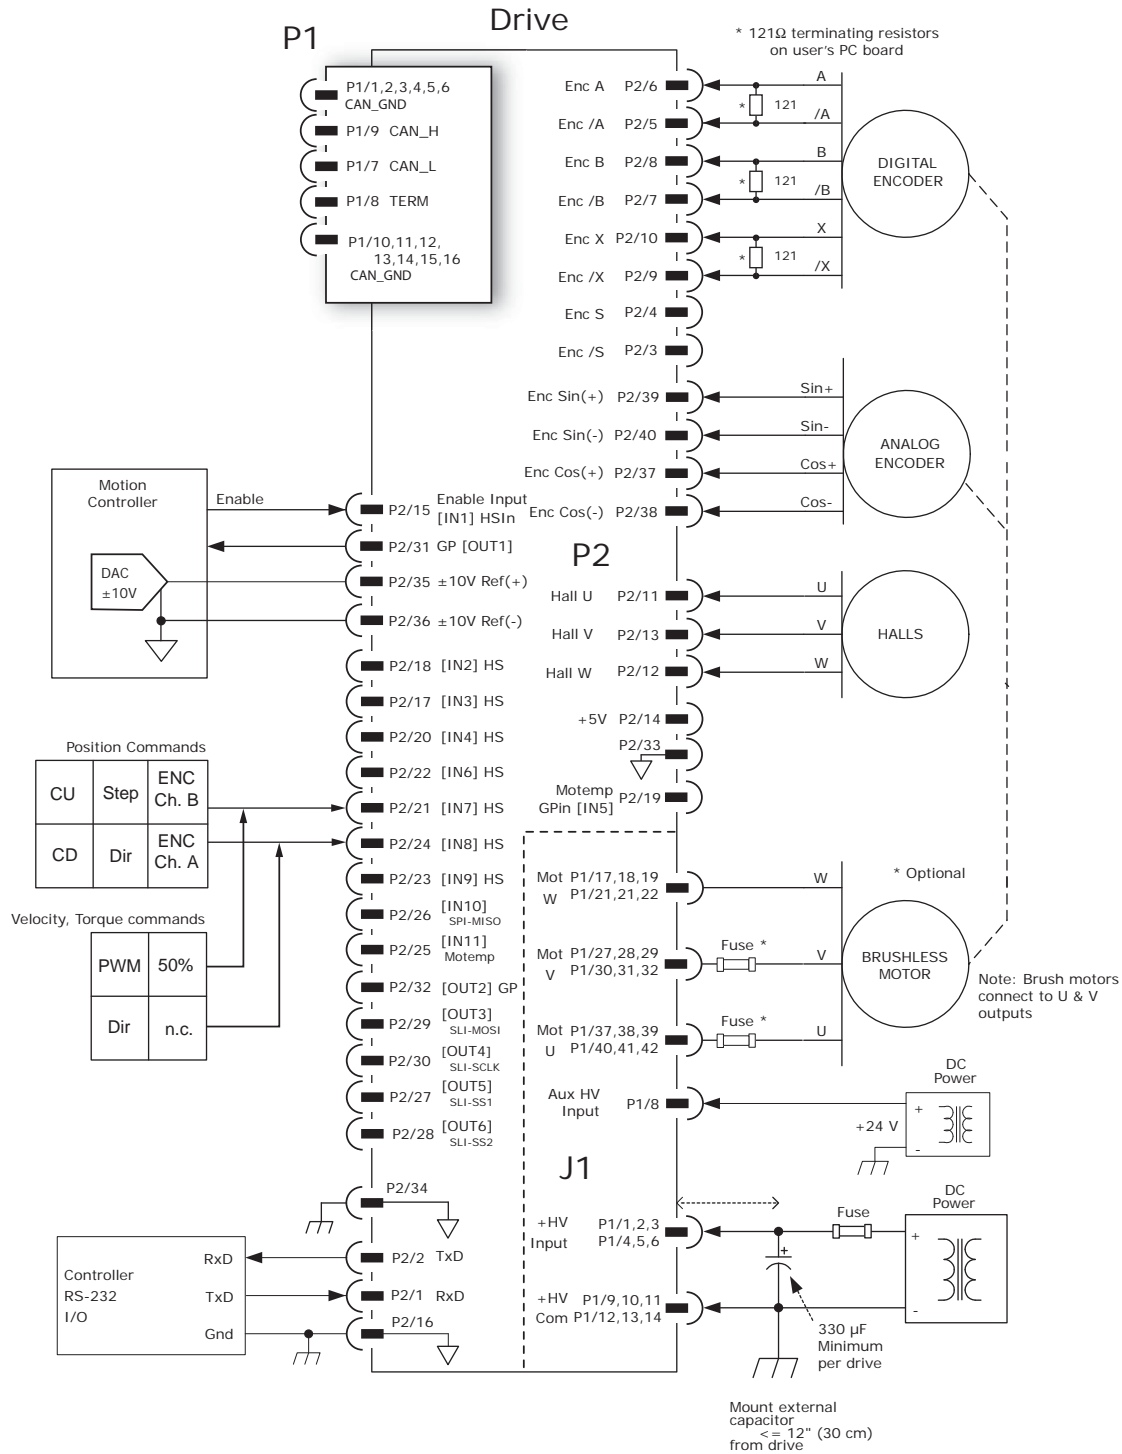 Drive
P1
P1/1,2,3,4,5,6
CAN_GND
P1/9 CAN_H
P1/7 CAN_L
P1/8 TERM
P1/10,11,12,
13,14,15,16
CAN_GND
* 121Ω terminating resistors
on user's PC board
Enc A P2/6
A
* 121
Enc /A P2/5
/A
Enc B P2/8
B
* 121
Enc /B P2/7
/B
Enc X P2/10
X
* 121
Enc /X P2/9
/X
DIGITAL
ENCODER
Enc S P2/4
Enc /S P2/3
Enc Sin(+) P2/39
Sin+
Enc Sin(-) P2/40
Sin-
Enc Cos(+) P2/37
Cos+
Enc Cos(-) P2/38
Cos-
ANALOG
ENCODER
Motion
Controller
Enable
DAC
±10V
P2/15 Enable Input
[IN1] HSIn
P2/31 GP [OUT1]
P2/35 ±10V Ref(+)
P2/36 ±10V Ref(-)
P2
Hall U P2/11
U
Hall V P2/13
V
Hall W P2/12
W
HALLS
P2/18 [IN2] HS
P2/17 [IN3] HS
P2/20 [IN4] HS
P2/22 [IN6] HS
P2/21 [IN7] HS
P2/24 [IN8] HS
P2/23 [IN9] HS
P2/26 [IN10]
SPI-MISO
P2/25 [IN11]
Motemp
P2/32 [OUT2] GP
P2/29 [OUT3]
SLI-MOSI
P2/30 [OUT4]
SLI-SCLK
P2/27 [OUT5]
SLI-SS1
P2/28 [OUT6]
SLI-SS2
+5V P2/14
P2/33
Motemp
GPin [IN5] P2/19
Position Commands
CU Step ENC
Ch. B
CD Dir ENC
Ch. A
Velocity, Torque commands
PWM 50%
Dir n.c.
Mot P1/17,18,19
W P1/21,21,22
W
* Optional
Mot P1/27,28,29
V P1/30,31,32
Fuse *
V
BRUSHLESS
MOTOR
Mot P1/37,38,39
U P1/40,41,42
Fuse *
U
Note: Brush motors
connect to U & V
outputs
Aux HV
Input P1/8
DC
Power
+24 V
+
-
J1
+HV P1/1,2,3
Input P1/4,5,6
Fuse
DC
Power
+
-
+
+HV P1/9,10,11
Com P1/12,13,14
330 µF
Minimum
per drive
Mount external
capacitor
<= 12" (30 cm)
from drive
P2/34
Controller
RS-232
I/O
RxD
P2/2 TxD
TxD
P2/1 RxD
Gnd
P2/16